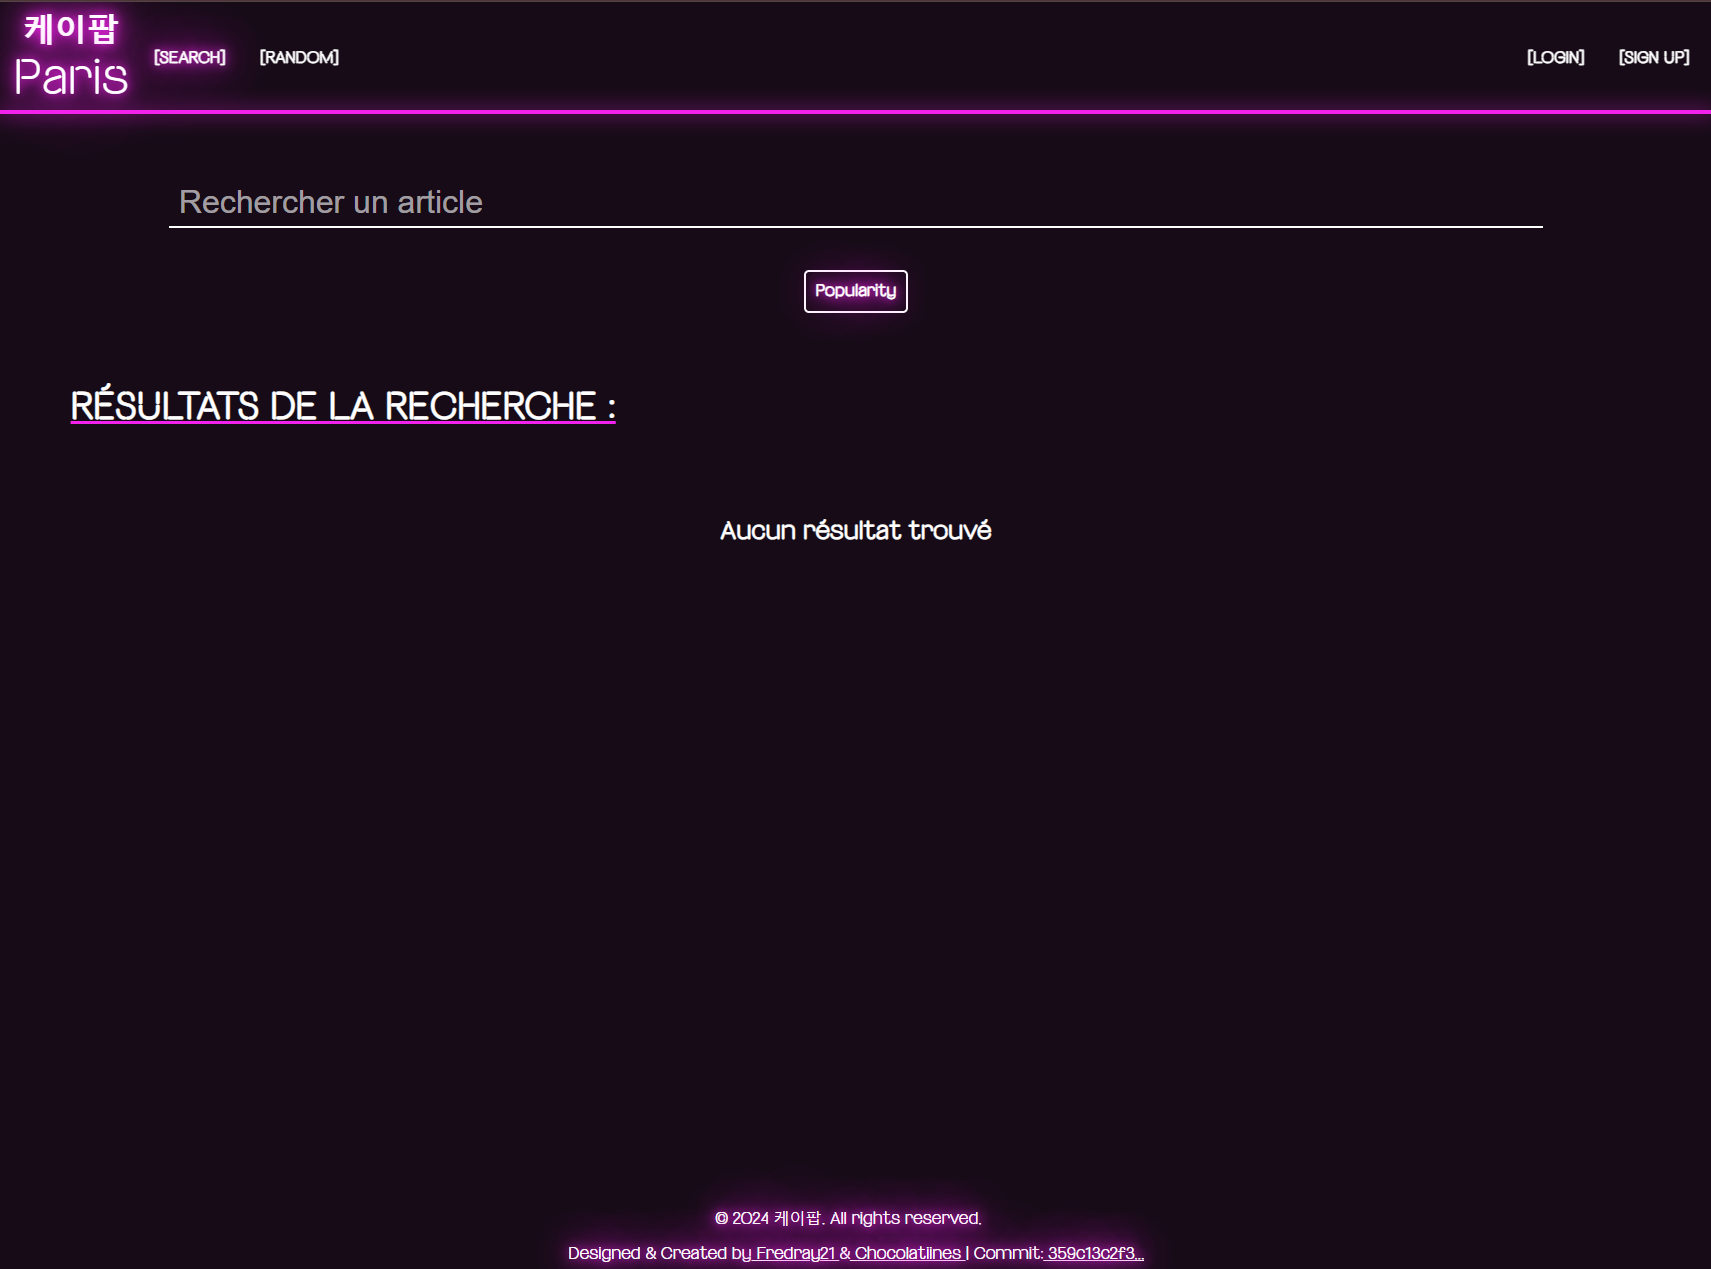 케이팝
Paris
[SEARCH] [RANDOM] [LOGIN] [SIGN UP]
Rechercher un article
Popularity
RÉSULTATS DE LA RECHERCHE :
Aucun résultat trouvé
© 2024 케이팝. All rights reserved.
Designed & Created by Fredray21 & Chocolatiines | Commit: 359c13c2f3...